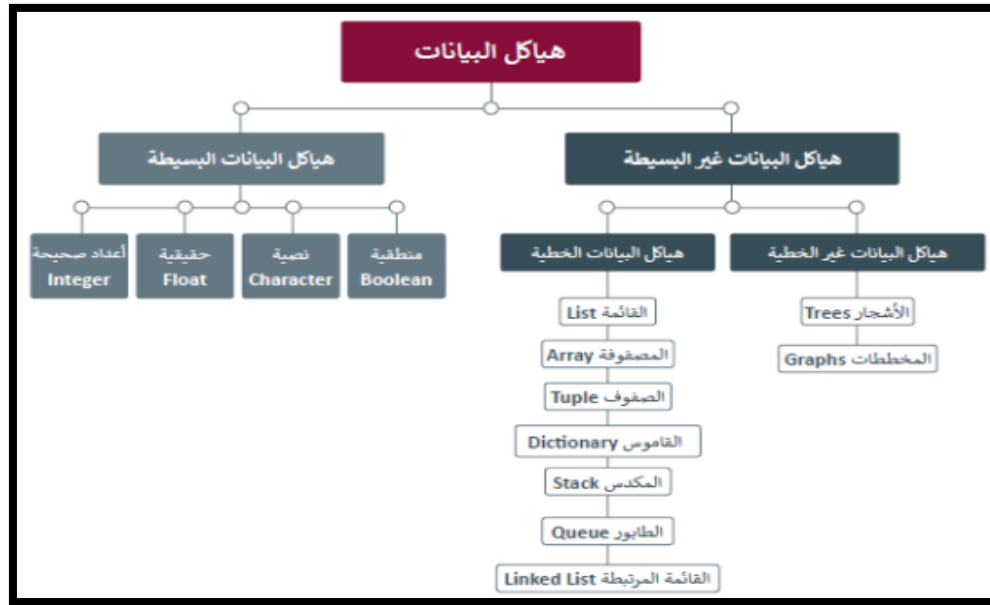 هياكل البيانات
هياكل البيانات البسيطة
هياكل البيانات غير البسيطة
أعداد صحيحة
Integer
حقيقية
Float
نصية
Character
منطقية
Boolean
هياكل البيانات الخطية
هياكل البيانات غير الخطية
القائمة List
المصفوفة Array
الصفوف Tuple
القاموس Dictionary
المكدس Stack
الطابور Queue
القائمة المرتبطة Linked List
الأشجار Trees
المخططات Graphs